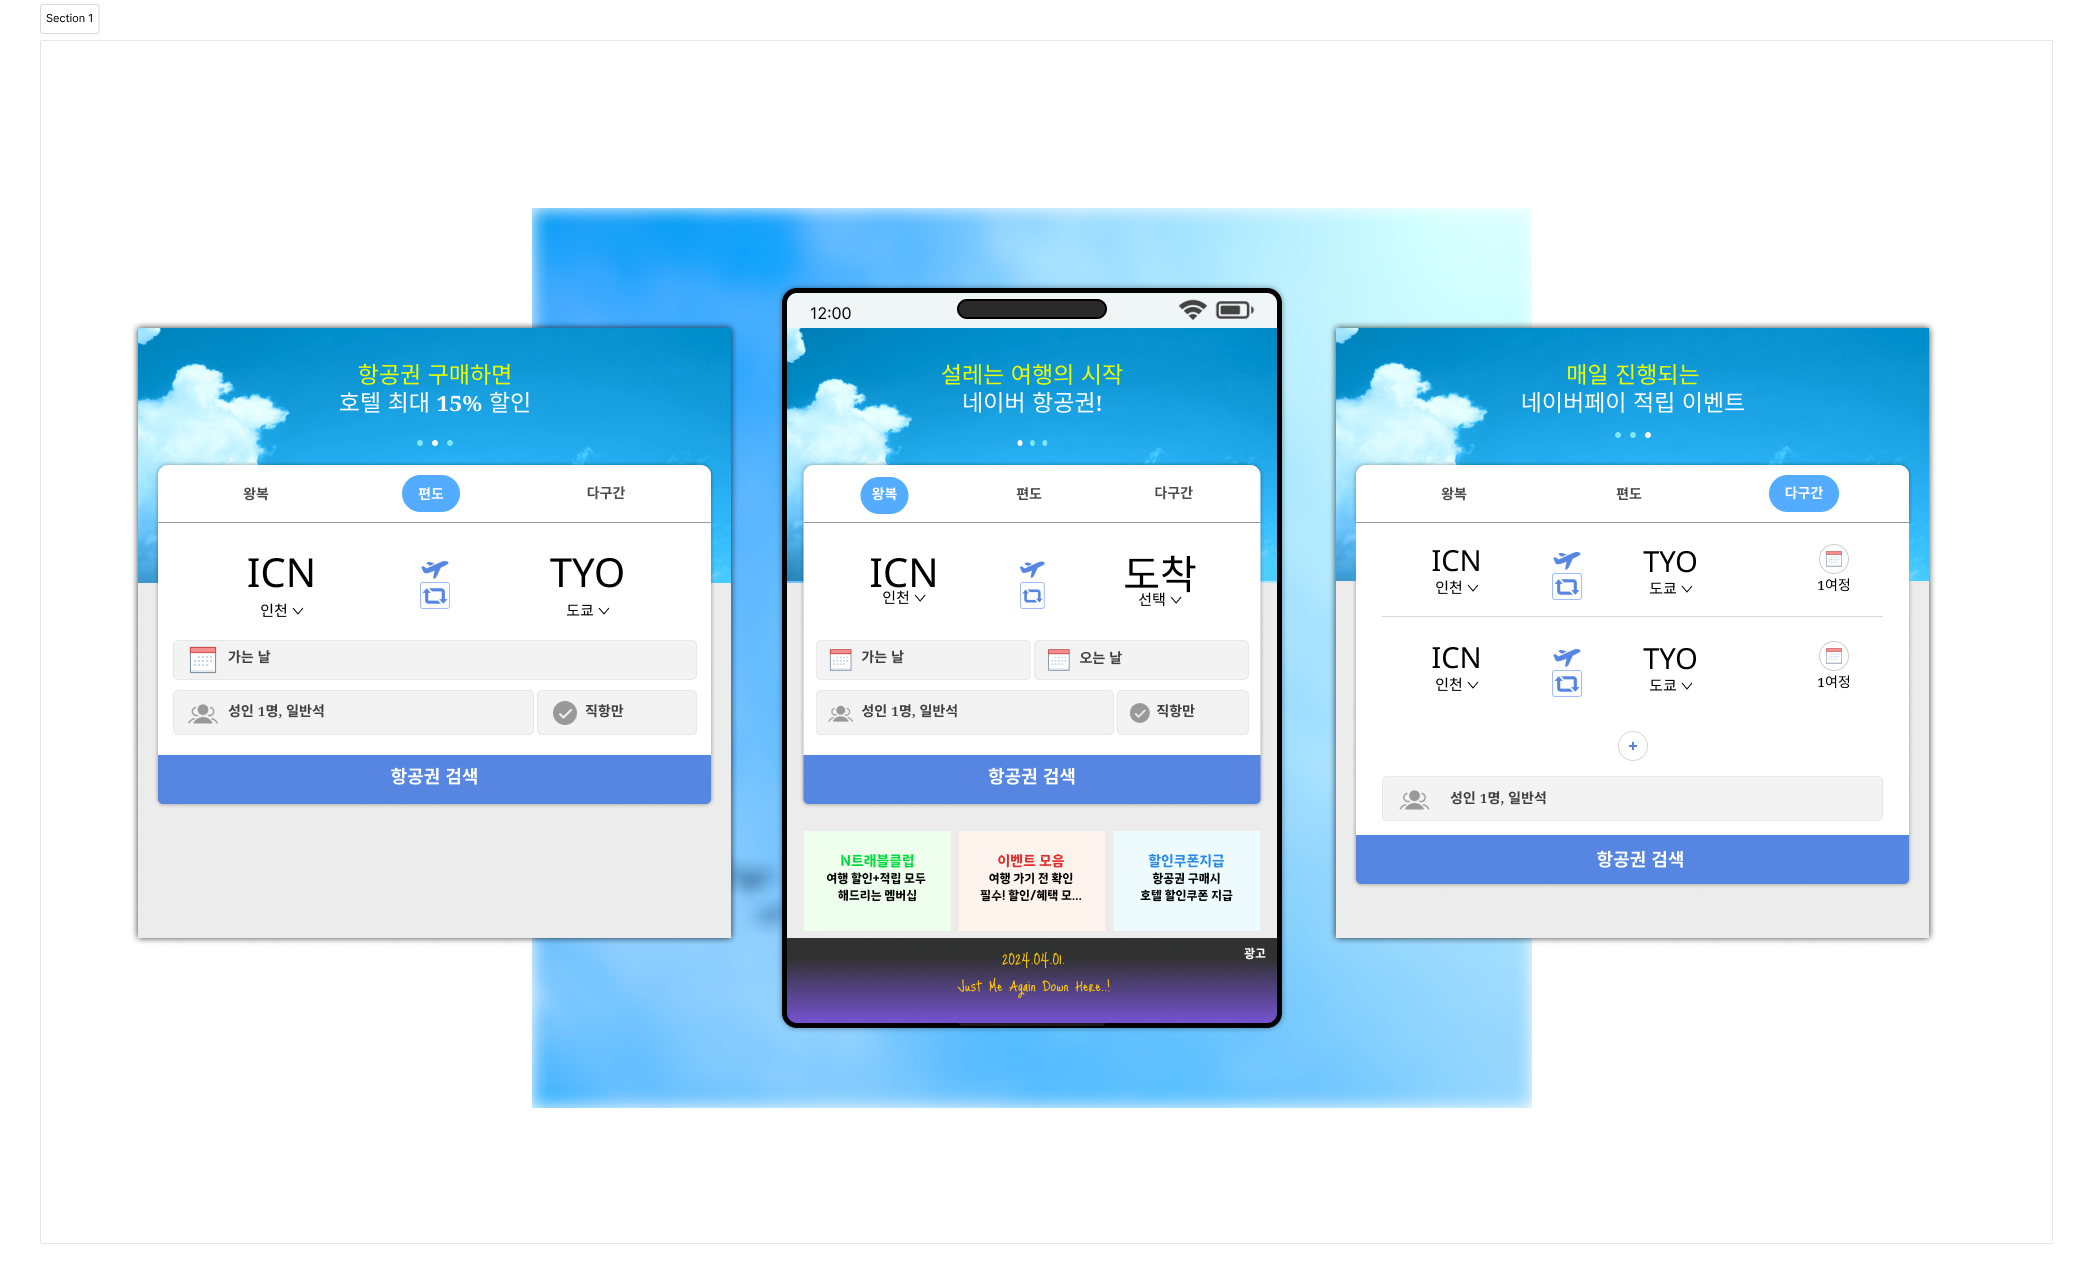 Section 1
항공권 구매하면
호텔 최대 15% 할인
왕복
편도
다구간
ICN
TYO
인천
도쿄
가는 날
성인 1명, 일반석
직항만
항공권 검색
12:00
설레는 여행의 시작
네이버 항공권!
왕복
편도
다구간
ICN
도착
인천
선택
가는 날
오는 날
성인 1명, 일반석
직항만
항공권 검색
N트래블클럽
여행 할인+적립 모두
해드리는 멤버십
이벤트 모음
여행 가기 전 확인
필수! 할인/혜택 모...
할인쿠폰지급
항공권 구매시
호텔 할인쿠폰 지급
광고
2024.04.01.
Just Me Again Down Here..!
매일 진행되는
네이버페이 적립 이벤트
왕복
편도
다구간
ICN
TYO
인천
도쿄
1여정
ICN
TYO
인천
도쿄
1여정
+
성인 1명, 일반석
항공권 검색